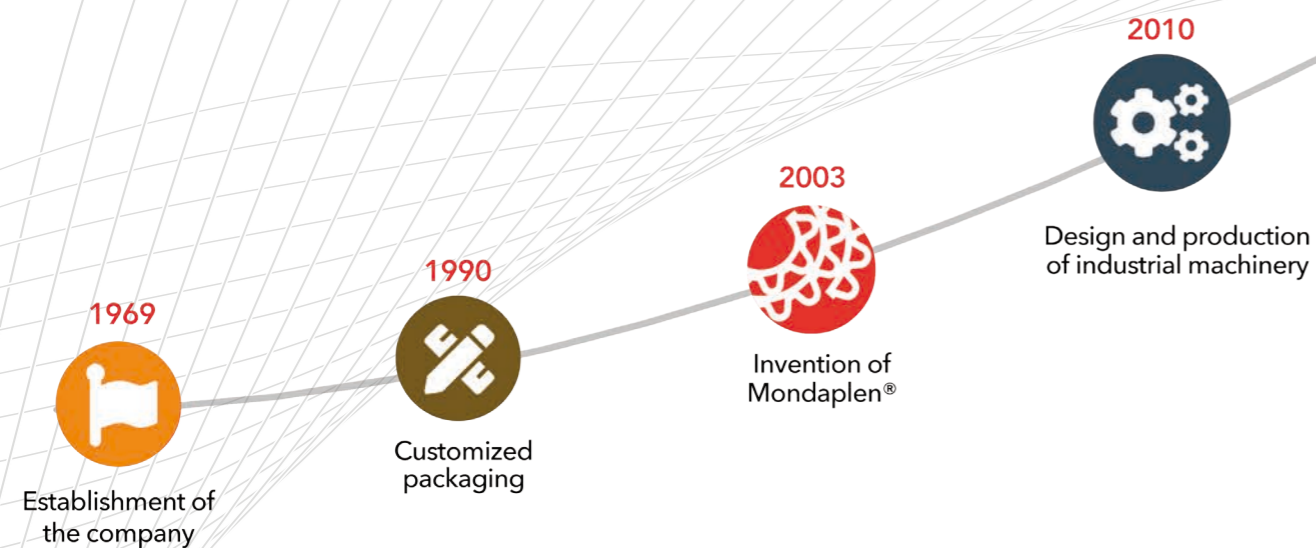 1969
Establishment of
the company
1990
Customized
packaging
2003
Invention of
Mondaplen®
2010
Design and production
of industrial machinery